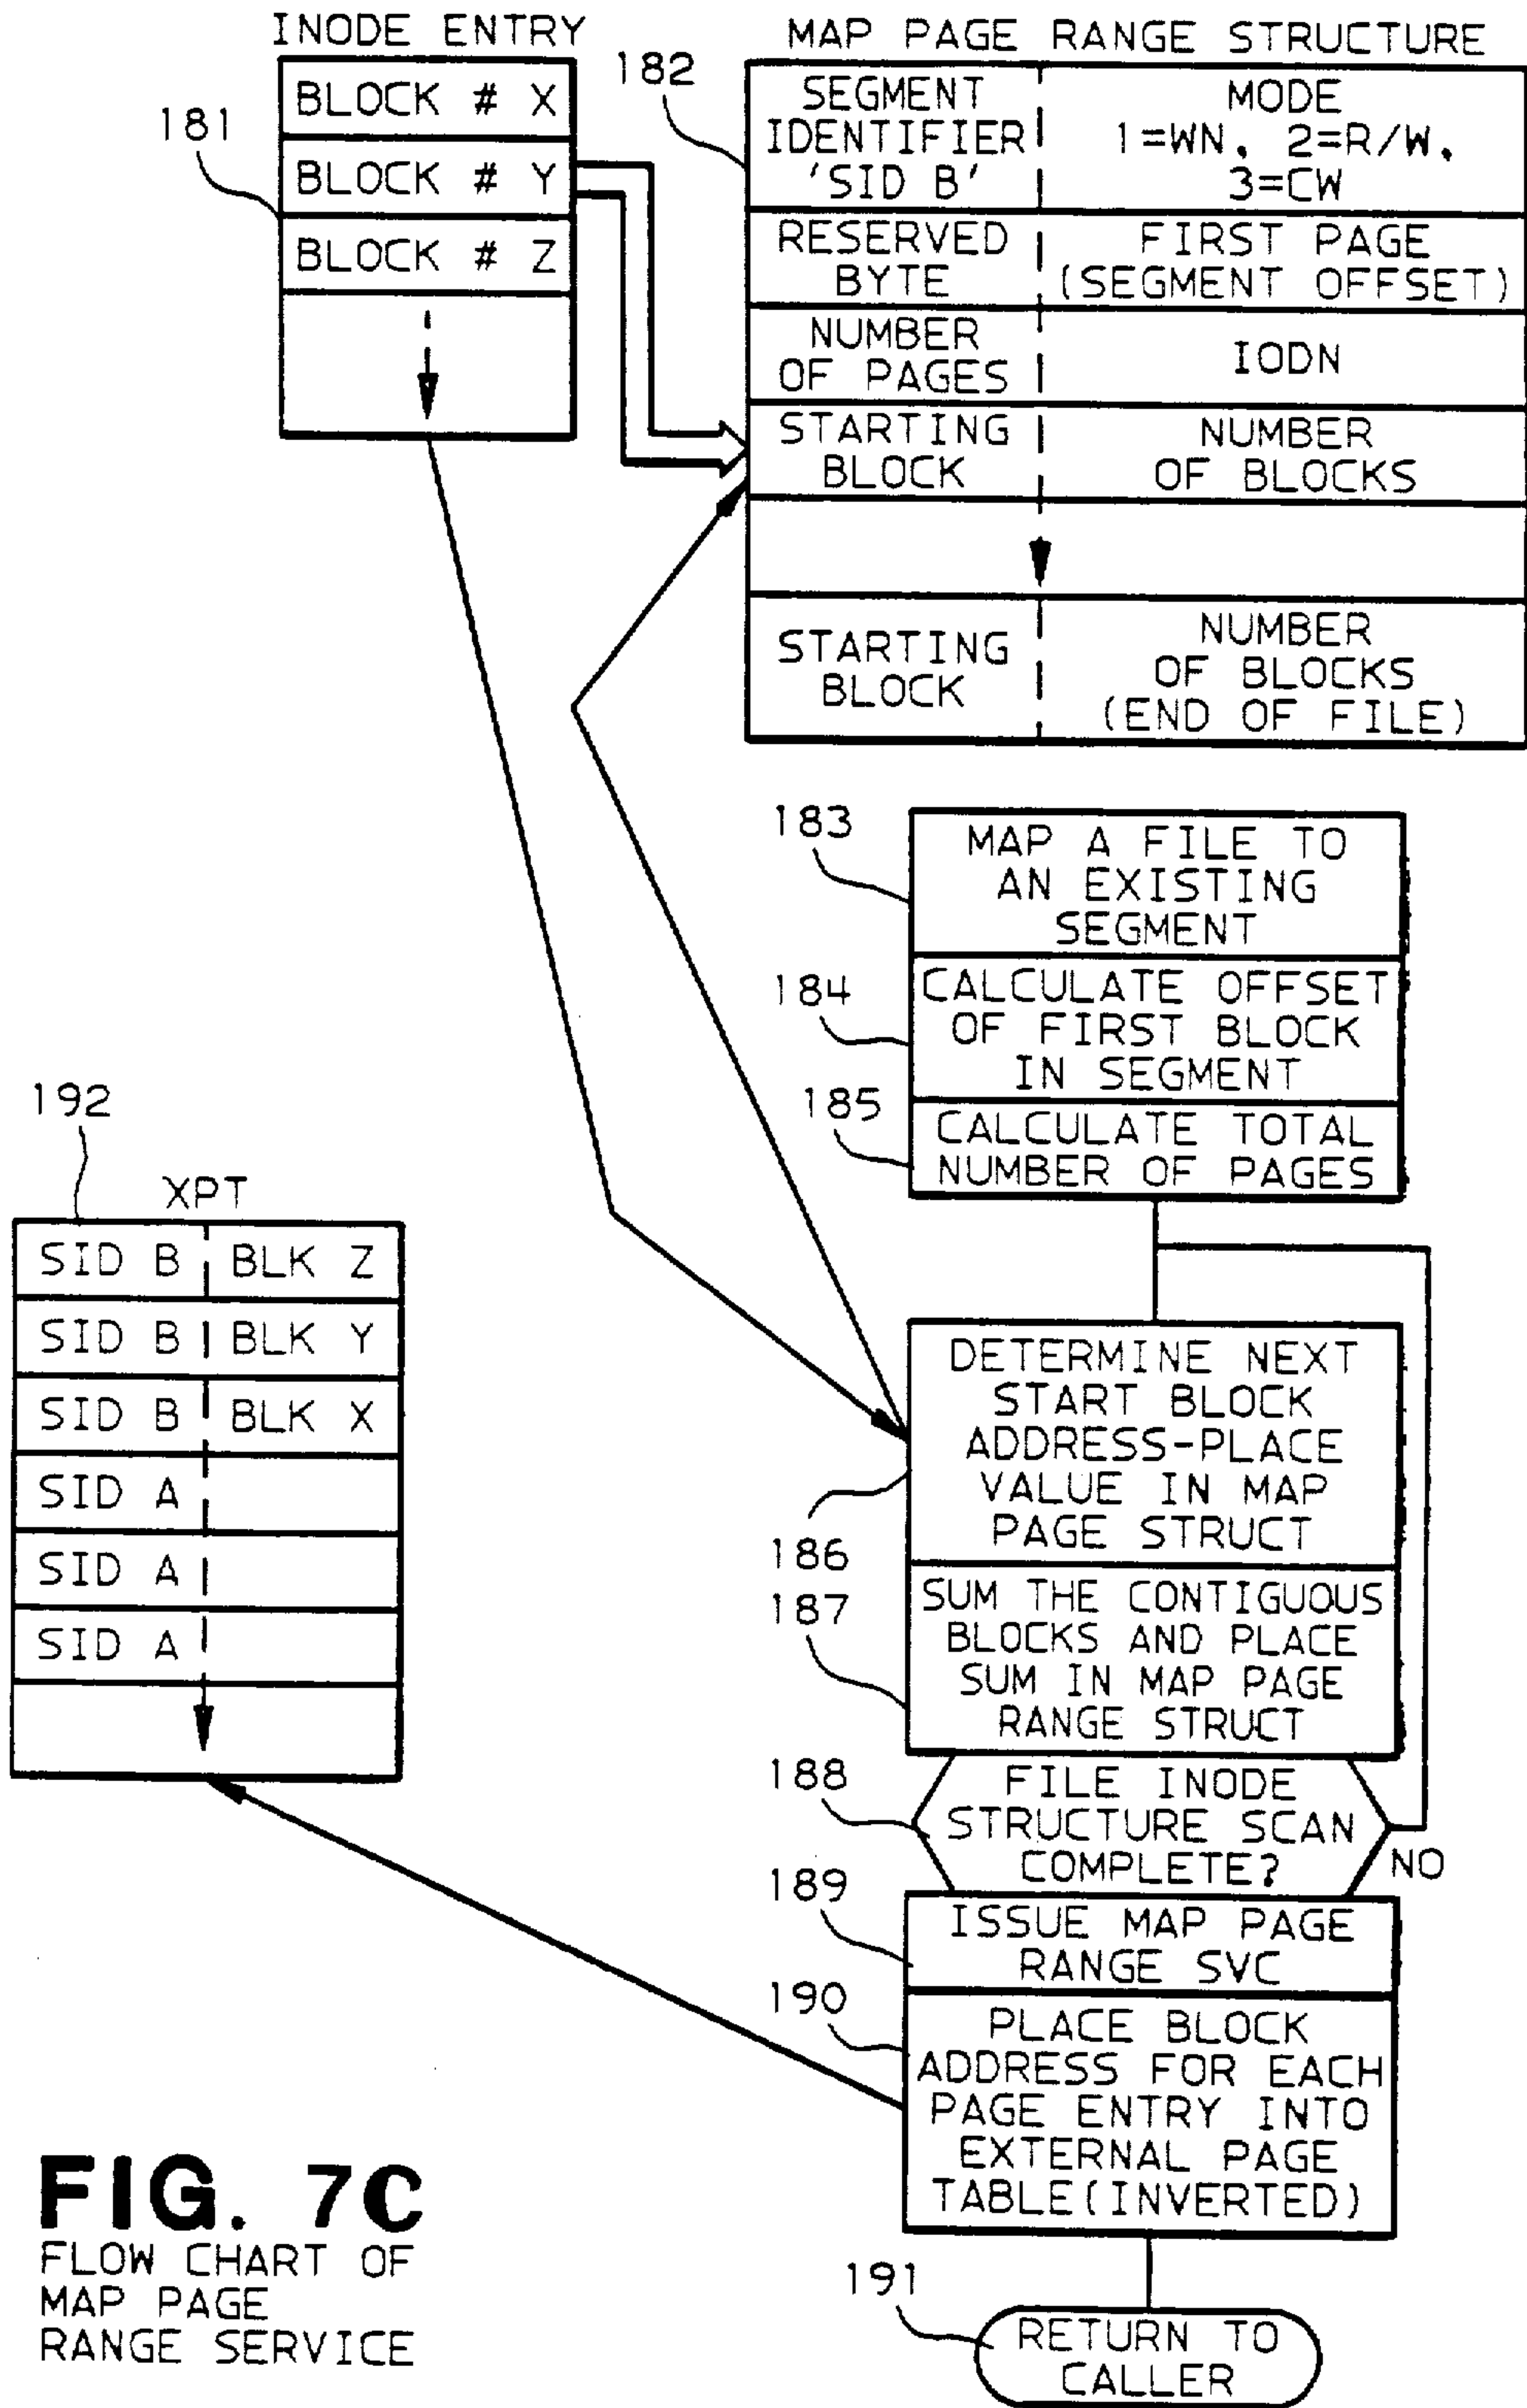 INODE ENTRY
181
BLOCK # X
BLOCK # Y
BLOCK # Z
MAP PAGE RANGE STRUCTURE
182
SEGMENT
IDENTIFIER
'SID B'
MODE
1=WN, 2=R/W,
3=CW
RESERVED
BYTE
FIRST PAGE
(SEGMENT OFFSET)
NUMBER
OF PAGES
IODN
STARTING
BLOCK
NUMBER
OF BLOCKS
STARTING
BLOCK
NUMBER
OF BLOCKS
(END OF FILE)
183
MAP A FILE TO
AN EXISTING
SEGMENT
184
CALCULATE OFFSET
OF FIRST BLOCK
IN SEGMENT
185
CALCULATE TOTAL
NUMBER OF PAGES
192
XPT
SID B BLK Z
SID B BLK Y
SID B BLK X
SID A
SID A
SID A
186
DETERMINE NEXT
START BLOCK
ADDRESS-PLACE
VALUE IN MAP
PAGE STRUCT
187
SUM THE CONTIGUOUS
BLOCKS AND PLACE
SUM IN MAP PAGE
RANGE STRUCT
188
FILE INODE
STRUCTURE SCAN
COMPLETE?
NO
189
ISSUE MAP PAGE
RANGE SVC
190
PLACE BLOCK
ADDRESS FOR EACH
PAGE ENTRY INTO
EXTERNAL PAGE
TABLE(INVERTED)
191
RETURN TO
CALLER
FIG. 7C
FLOW CHART OF
MAP PAGE
RANGE SERVICE